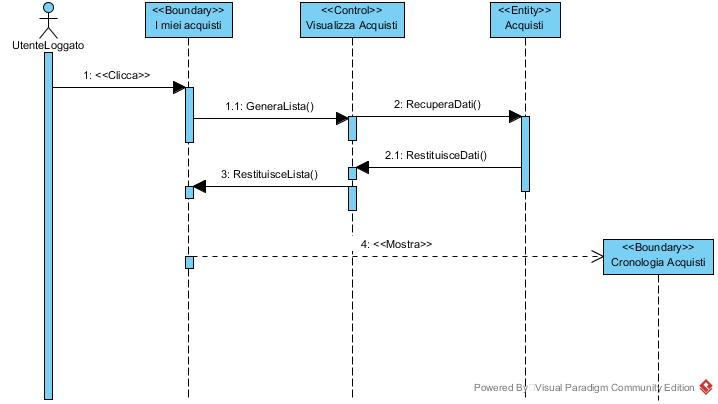 <<Boundary>>
I miei acquisti
<<Control>>
Visualizza Acquisti
<<Entity>>
Acquisti
UtenteLoggato
1: <<Clicca>>
1.1: GeneraLista()
2: RecuperaDati()
2.1: RestituisceDati()
3: RestituisceLista()
4: <<Mostra>>
<<Boundary>>
Cronologia Acquisti
Powered By Visual Paradigm Community Edition